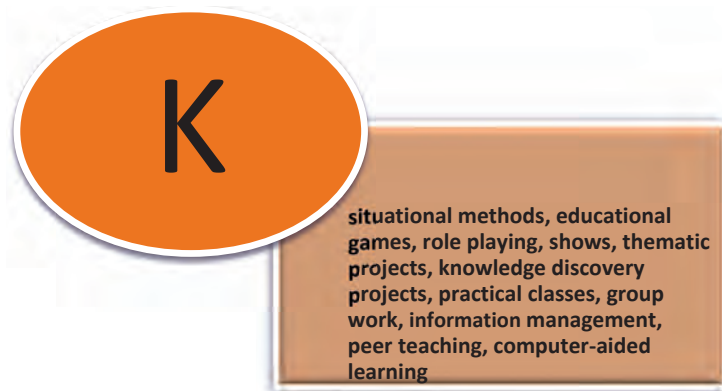 K
situational methods, educational
games, role playing, shows, thematic
projects, knowledge discovery
projects, practical classes, group
work, information management,
peer teaching, computer-aided
learning